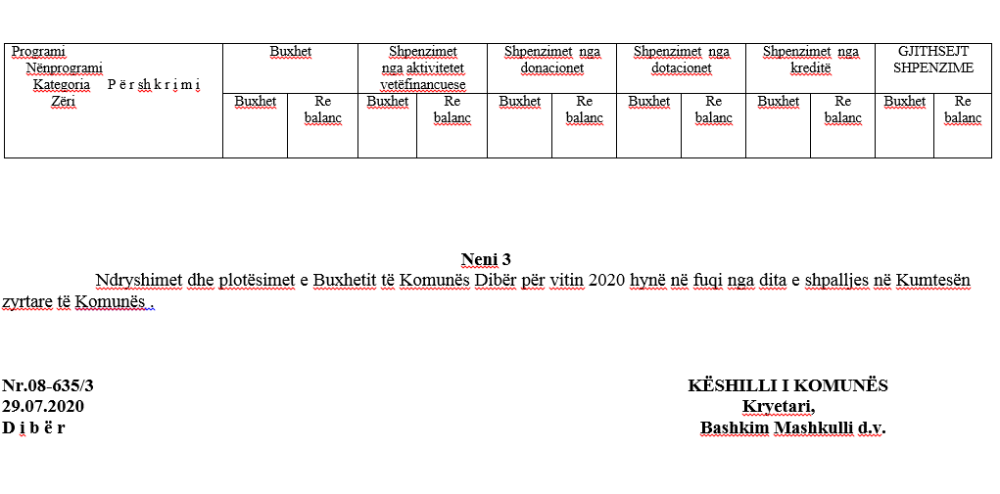 Programi
Nënprogrami
Kategoria P ë r sh k r i m i
Zëri
Buxhet
Shpenzimet nga aktivitetet vetëfinancuese
Shpenzimet nga donacionet
Shpenzimet nga dotacionet
Shpenzimet nga kreditë
GJITHSEJT SHPENZIME
Buxhet Re balanc Buxhet Re balanc Buxhet Re balanc Buxhet Re balanc Buxhet Re balanc Buxhet Re balanc
Neni 3
Ndryshimet dhe plotësimet e Buxhetit të Komunës Dibër për vitin 2020 hynë në fuqi nga dita e shpalljes në Kumtesën
zyrtare të Komunës .
Nr.08-635/3 KËSHILLI I KOMUNËS
29.07.2020 Kryetari,
D i b ë r Bashkim Mashkulli d.v.